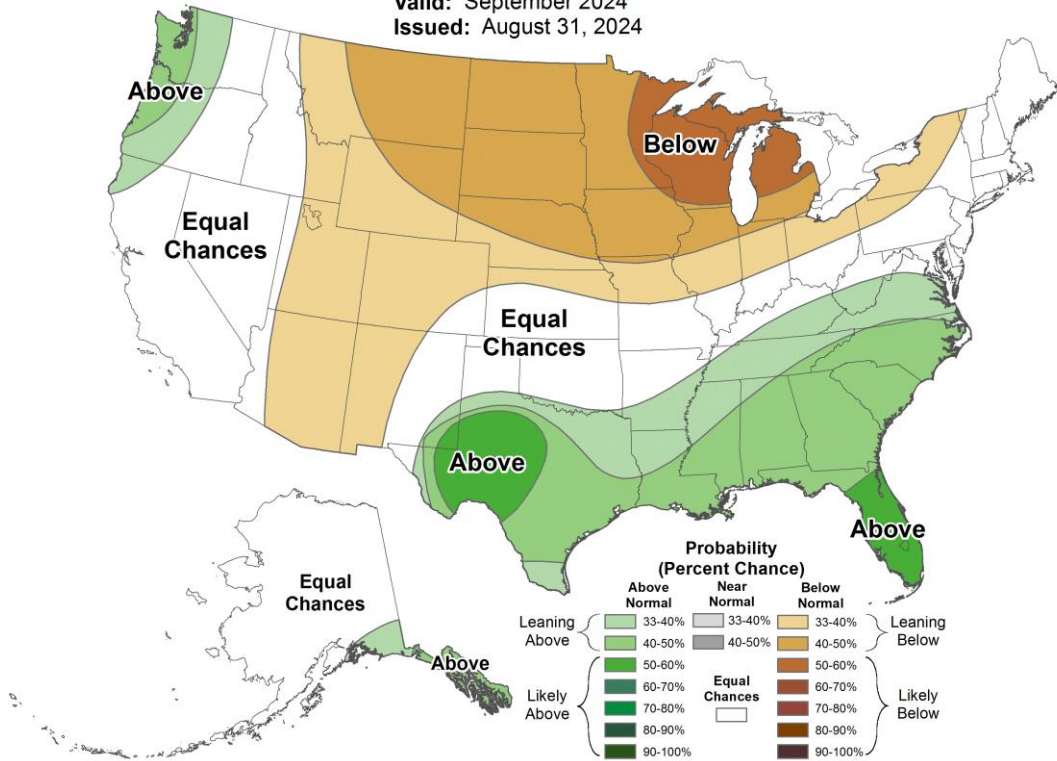 Valid: September 2024
Issued: August 31, 2024
Above
Below
Equal
Chances
Equal
Chances
Above
Above
Equal
Chances
Above
Probability
(Percent Chance)
Above
Normal
Near
Normal
Below
Normal
Leaning
Above
33-40%
40-50%
33-40%
40-50%
33-40%
40-50%
Leaning
Below
Likely
Above
50-60%
60-70%
70-80%
80-90%
90-100%
Equal
Chances
50-60%
60-70%
70-80%
80-90%
90-100%
Likely
Below